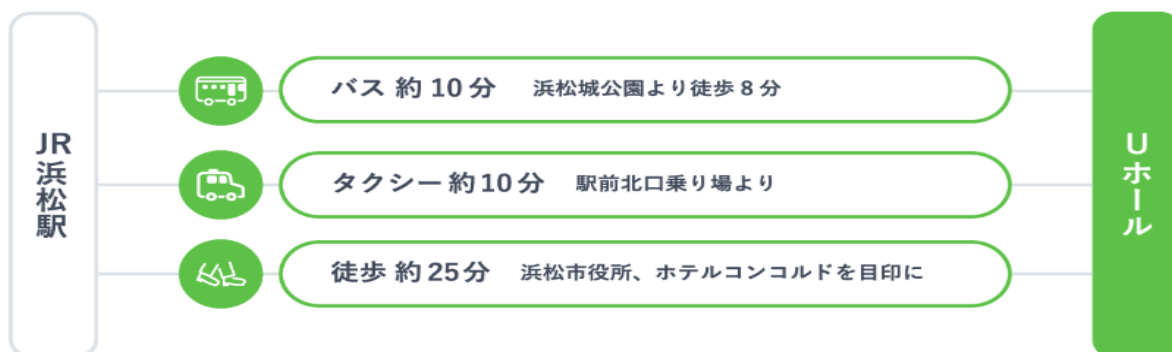 JR浜松駅
バス 約10分 浜松城公園より徒歩8分
タクシー 約10分 駅前北口乗り場より
徒歩 約25分 浜松市役所、ホテルコンコルドを目印に
Uホール